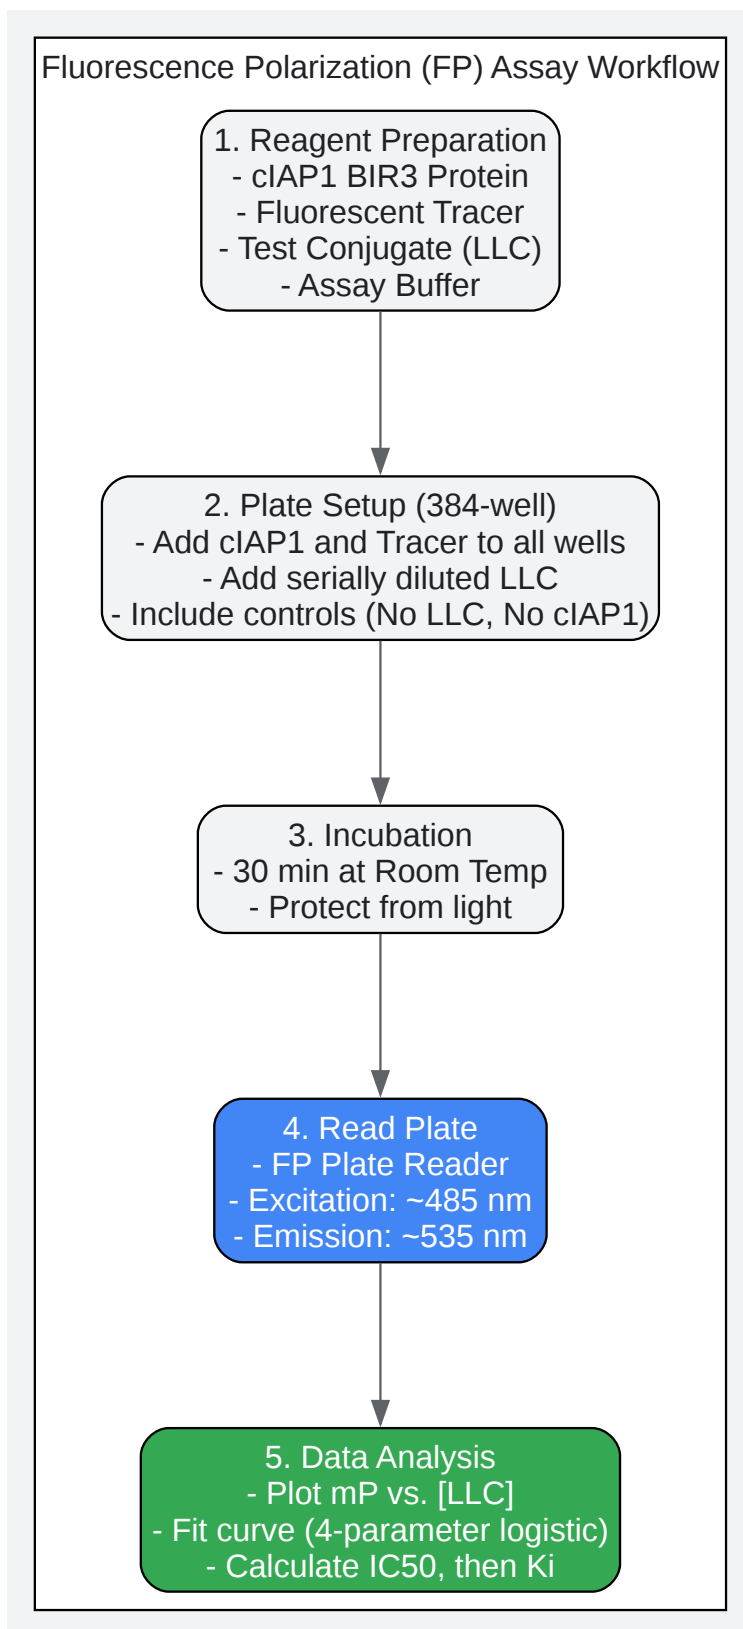 Fluorescence Polarization (FP) Assay Workflow
1. Reagent Preparation
- cIAP1 BIR3 Protein
- Fluorescent Tracer
- Test Conjugate (LLC)
- Assay Buffer
2. Plate Setup (384-well)
- Add cIAP1 and Tracer to all wells
- Add serially diluted LLC
- Include controls (No LLC, No cIAP1)
3. Incubation
- 30 min at Room Temp
- Protect from light
4. Read Plate
- FP Plate Reader
- Excitation: ~485 nm
- Emission: ~535 nm
5. Data Analysis
- Plot mP vs. [LLC]
- Fit curve (4-parameter logistic)
- Calculate IC50, then Ki